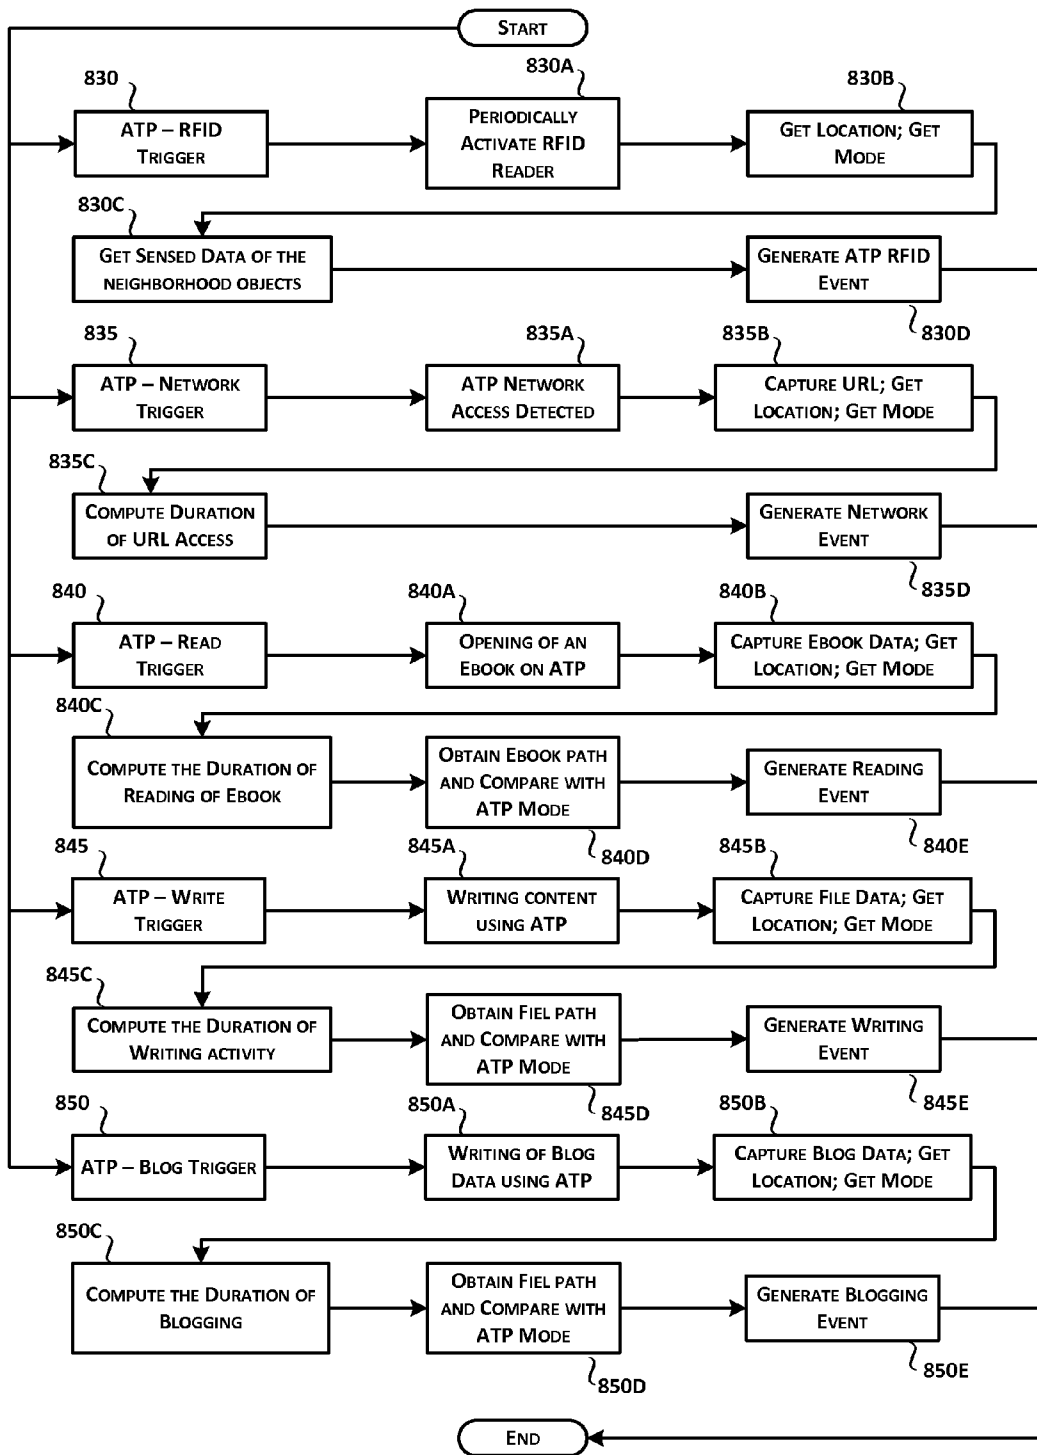 START
830
830A
830B
ATP – RFID
TRIGGER
PERIODICALLY
ACTIVATE RFID
READER
GET LOCATION; GET
MODE
830C
GET SENSED DATA OF THE
NEIGHBORHOOD OBJECTS
GENERATE ATP RFID
EVENT
830D
835
835A
835B
ATP – NETWORK
TRIGGER
ATP NETWORK
ACCESS DETECTED
CAPTURE URL; GET
LOCATION; GET MODE
835C
COMPUTE DURATION
OF URL ACCESS
GENERATE NETWORK
EVENT
835D
840
840A
840B
ATP – READ
TRIGGER
OPENING OF AN
EBOOK ON ATP
CAPTURE EBOOK DATA; GET
LOCATION; GET MODE
840C
COMPUTE THE DURATION OF
READING OF EBOOK
OBTAIN EBOOK PATH
AND COMPARE WITH
ATP MODE
GENERATE READING
EVENT
840D
840E
845
845A
845B
ATP – WRITE
TRIGGER
WRITING CONTENT
USING ATP
CAPTURE FILE DATA; GET
LOCATION; GET MODE
845C
COMPUTE THE DURATION OF
WRITING ACTIVITY
OBTAIN FIEL PATH
AND COMPARE WITH
ATP MODE
GENERATE WRITING
EVENT
845D
845E
850
850A
850B
ATP – BLOG TRIGGER
WRITING OF BLOG
DATA USING ATP
CAPTURE BLOG DATA; GET
LOCATION; GET MODE
850C
COMPUTE THE DURATION OF
BLOGGING
OBTAIN FIEL PATH
AND COMPARE WITH
ATP MODE
GENERATE BLOGGING
EVENT
850D
850E
END